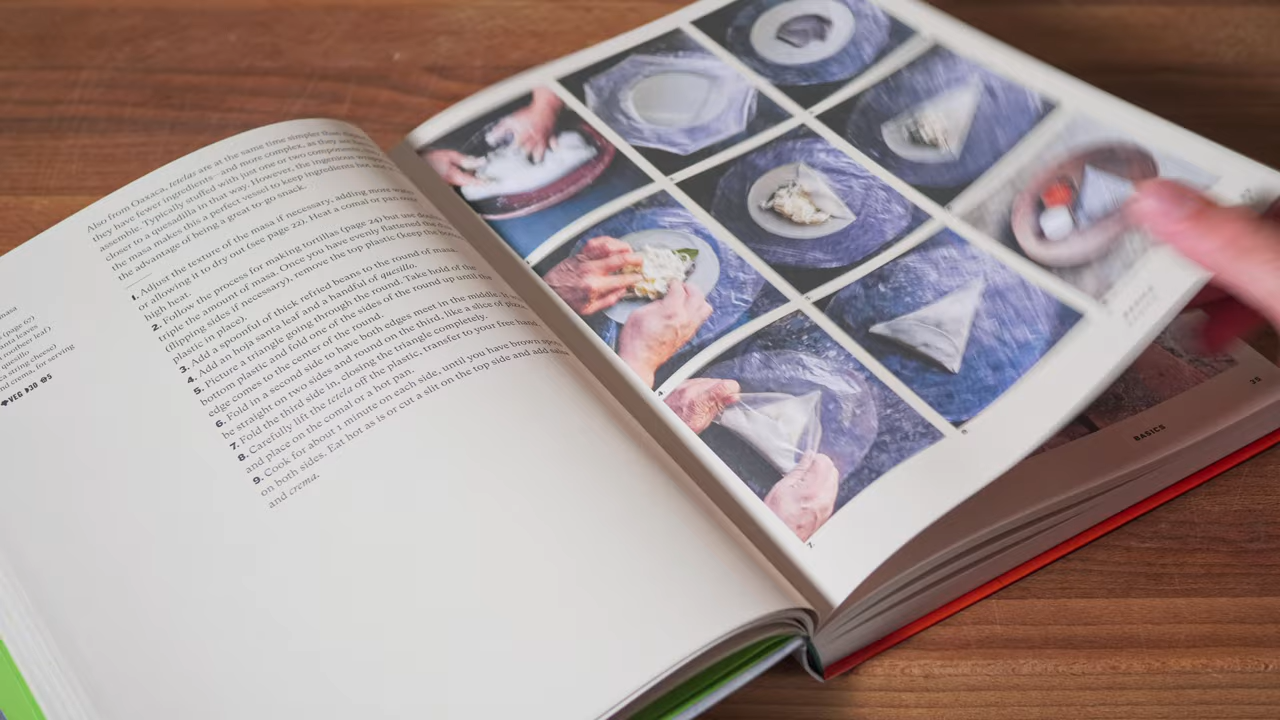 masa
(page 67)
santa leaves
quesillo
string cheese)
crema, for serving
VEG
Also from Oaxaca, tetelas are at the same time simpler than
they have fewer ingredients—and more complex, as they
assemble. Typically stuffed with just one or two components
closer to a quesadilla in that way. However, the ingenious
the masa makes this a perfect vessel to keep ingredients
the advantage of being a great to-go snack.
1. Adjust the texture of the masa if necessary, adding more water
or allowing it to dry out (see page 22). Heat a comal or pan over
high heat.
2. Follow the process for making tortillas (page 24) but use
triple the amount of masa. Once you have evenly flattened the
(flipping sides if necessary), remove the top plastic (keep the
plastic in place).
3. Add a spoonful of thick refried beans to the round of masa
4. Add an hoja santa leaf and a handful of quesillo.
5. Picture a triangle going through the round. Take hold of the
bottom plastic and fold one of the sides of the round up until the
edge comes to the center of the round.
6. Fold in a second side to have both edges meet in the middle. It
be straight on two sides and round on the third, like a slice of pizza.
7. Fold the third side in, closing the triangle completely.
8. Carefully lift the tetela off the plastic, transfer to your free hand,
and place on the comal or a hot pan.
9. Cook for about 1 minute on each side, until you have brown spots
on both sides. Eat hot as is or cut a slit on the top side and add salsa
and crema.
4.
7.
BASICS